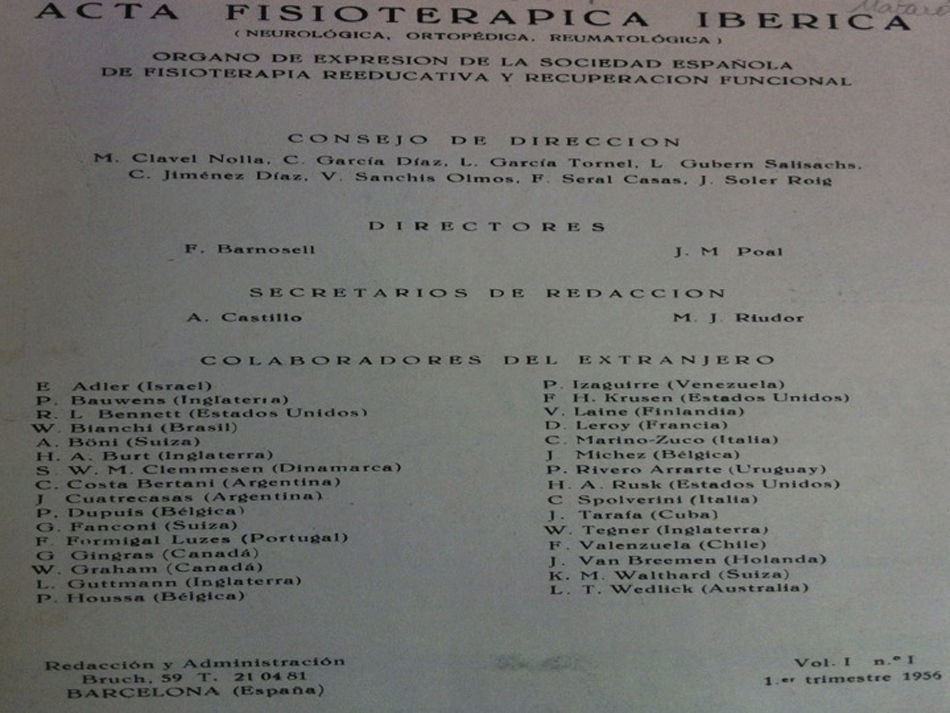 ACTA FISIOTERAPICA IBERICA
(NEUROLÓGICA, ORTOPÉDICA, REUMATOLÓGICA)
ORGANO DE EXPRESION DE LA SOCIEDAD ESPAÑOLA
DE FISIOTERAPIA REEDUCATIVA Y RECUPERACION FUNCIONAL
CONSEJO DE DIRECCION
M. Clavel Nolla, C. García Díaz, L. García Tornel, L. Gubern Salisachs,
C. Jiménez Díaz, V. Sanchis Olmos, F. Seral Casas, J. Soler Roig
DIRECTORES
F. Barnosell J. M Poal
SECRETARIOS DE REDACCION
A. Castillo M. J. Riudor
COLABORADORES DEL EXTRANJERO
E Adler (Israel)
P. Bauwens (Inglaterra)
R. L Bennett (Estados Unidos)
W. Bianchi (Brasil)
A. Böni (Suiza)
H. A. Burt (Inglaterra)
S. W. M. Clemmesen (Dinamarca)
C. Costa Bertani (Argentina)
J Cuatrecasas (Argentina)
P. Dupuis (Bélgica)
G. Fanconi (Suiza)
F. Formigal Luzes (Portugal)
G Gingras (Canadá)
W. Graham (Canadá)
L. Guttmann (Inglaterra)
P. Houssa (Bélgica)
P. Izaguirre (Venezuela)
F H. Krusen (Estados Unidos)
V. Laine (Finlandia)
D. Leroy (Francia)
C. Marino-Zuco (Italia)
J Michez (Bélgica)
P. Rivero Arrarte (Uruguay)
H. A. Rusk (Estados Unidos)
C Spolverini (Italia)
J. Tarafa (Cuba)
W. Tegner (Inglaterra)
F. Valenzuela (Chile)
J. Van Breemen (Holanda)
K. M. Walthard (Suiza)
L. T. Wedlick (Australia)
Redacción y Administración
Bruch, 59 T. 21 04 81
BARCELONA (España)
Vol. I n.º I
1.er trimestre 1956